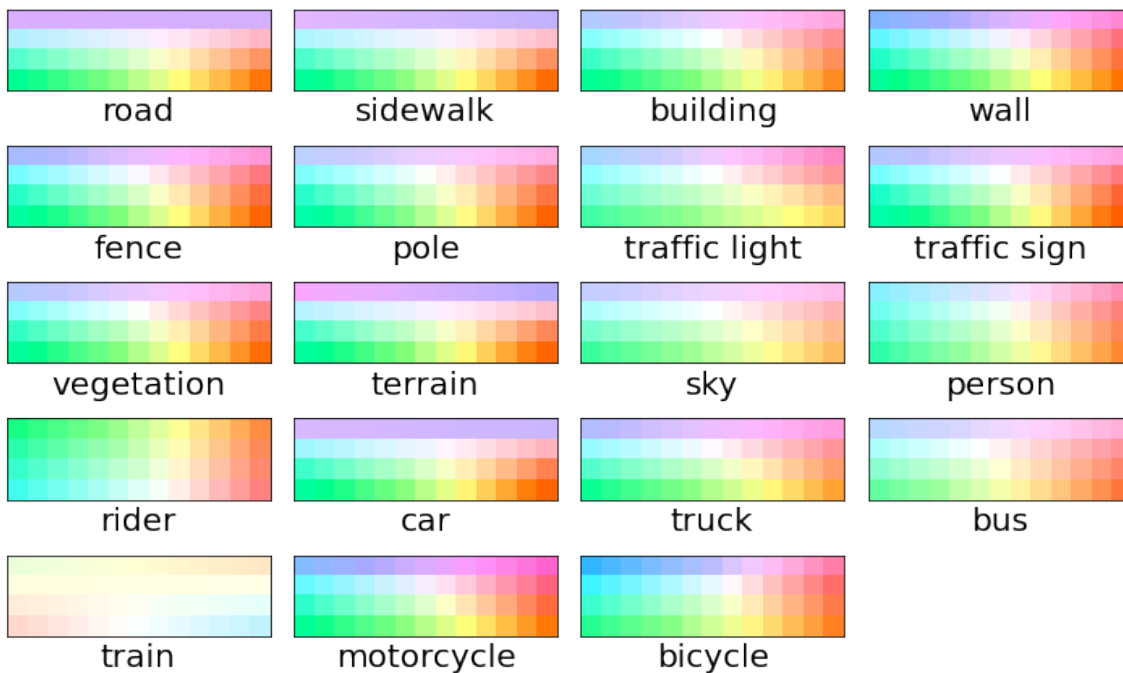 road sidewalk building wall
fence pole traffic light traffic sign
vegetation terrain sky person
rider car truck bus
train motorcycle bicycle